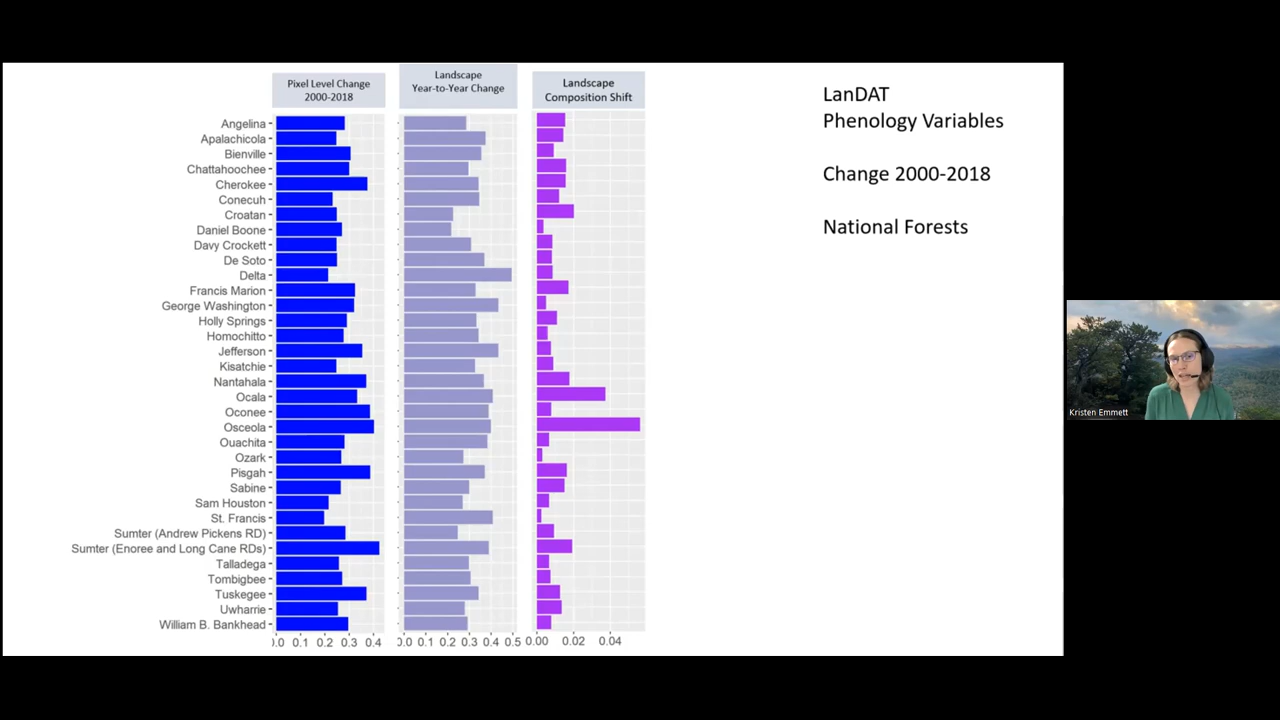 Pixel Level Change
2000-2018
Landscape
Year-to-Year Change
Landscape
Composition Shift
LanDAT
Phenology Variables
Change 2000-2018
National Forests
Angelina
Apalachicola
Bienville
Chattahoochee
Cherokee
Conecuh
Croatan
Daniel Boone
Davy Crockett
De Soto
Delta
Francis Marion
George Washington
Holly Springs
Homochitto
Jefferson
Kisatchie
Nantahala
Ocala
Oconee
Osceola
Ouachita
Ozark
Pisgah
Sabine
Sam Houston
St. Francis
Sumter (Andrew Pickens RD)
Sumter (Enoree and Long Cane RDs)
Talladega
Tombigbee
Tuskegee
Uwharrie
William B. Bankhead
0.0 0.1 0.2 0.3 0.4
0.0 0.1 0.2 0.3 0.4 0.5
0.00 0.02 0.04
Kristen Emmett